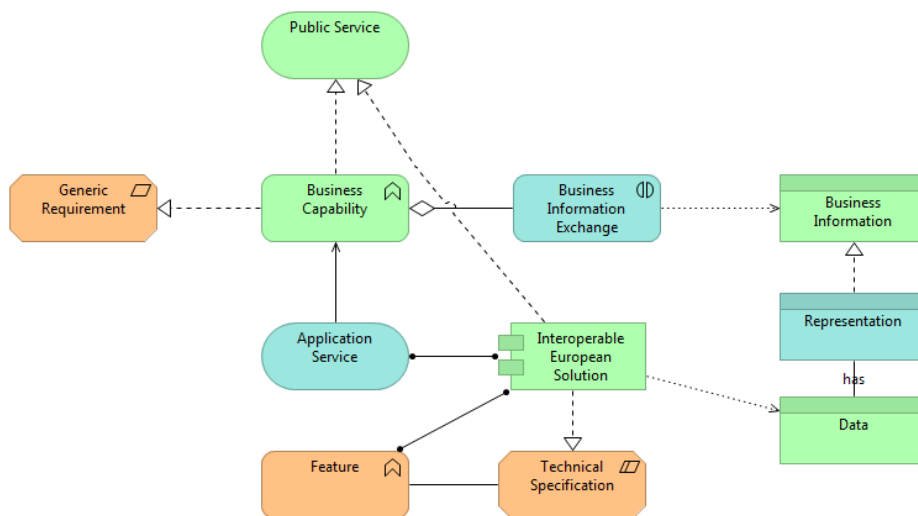 Public Service
Generic
Requirement
Business
Capability
Business
Information
Exchange
Business
Information
Application
Service
Interoperable
European
Solution
Representation
has
Data
Feature
Technical
Specification